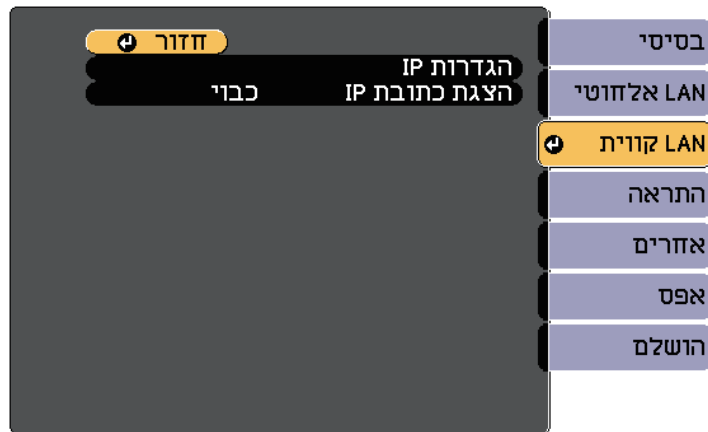 בסיסי
LAN אלחוטי
LAN קווית
התראה
אחרים
אפס
הושלם
חזור
הגדרות IP
הצגת כתובת IP כבוי